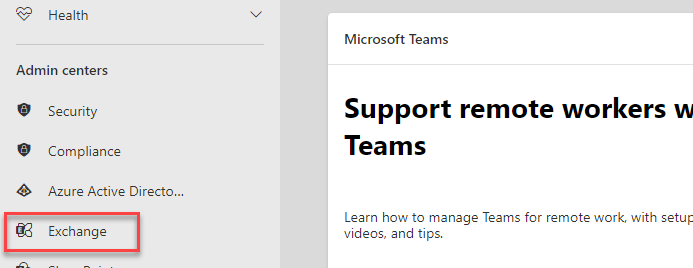 Health
Admin centers
Security
Compliance
Azure Active Directo...
Exchange
Microsoft Teams
Support remote workers w
Teams
Learn how to manage Teams for remote work, with setup
videos, and tips.